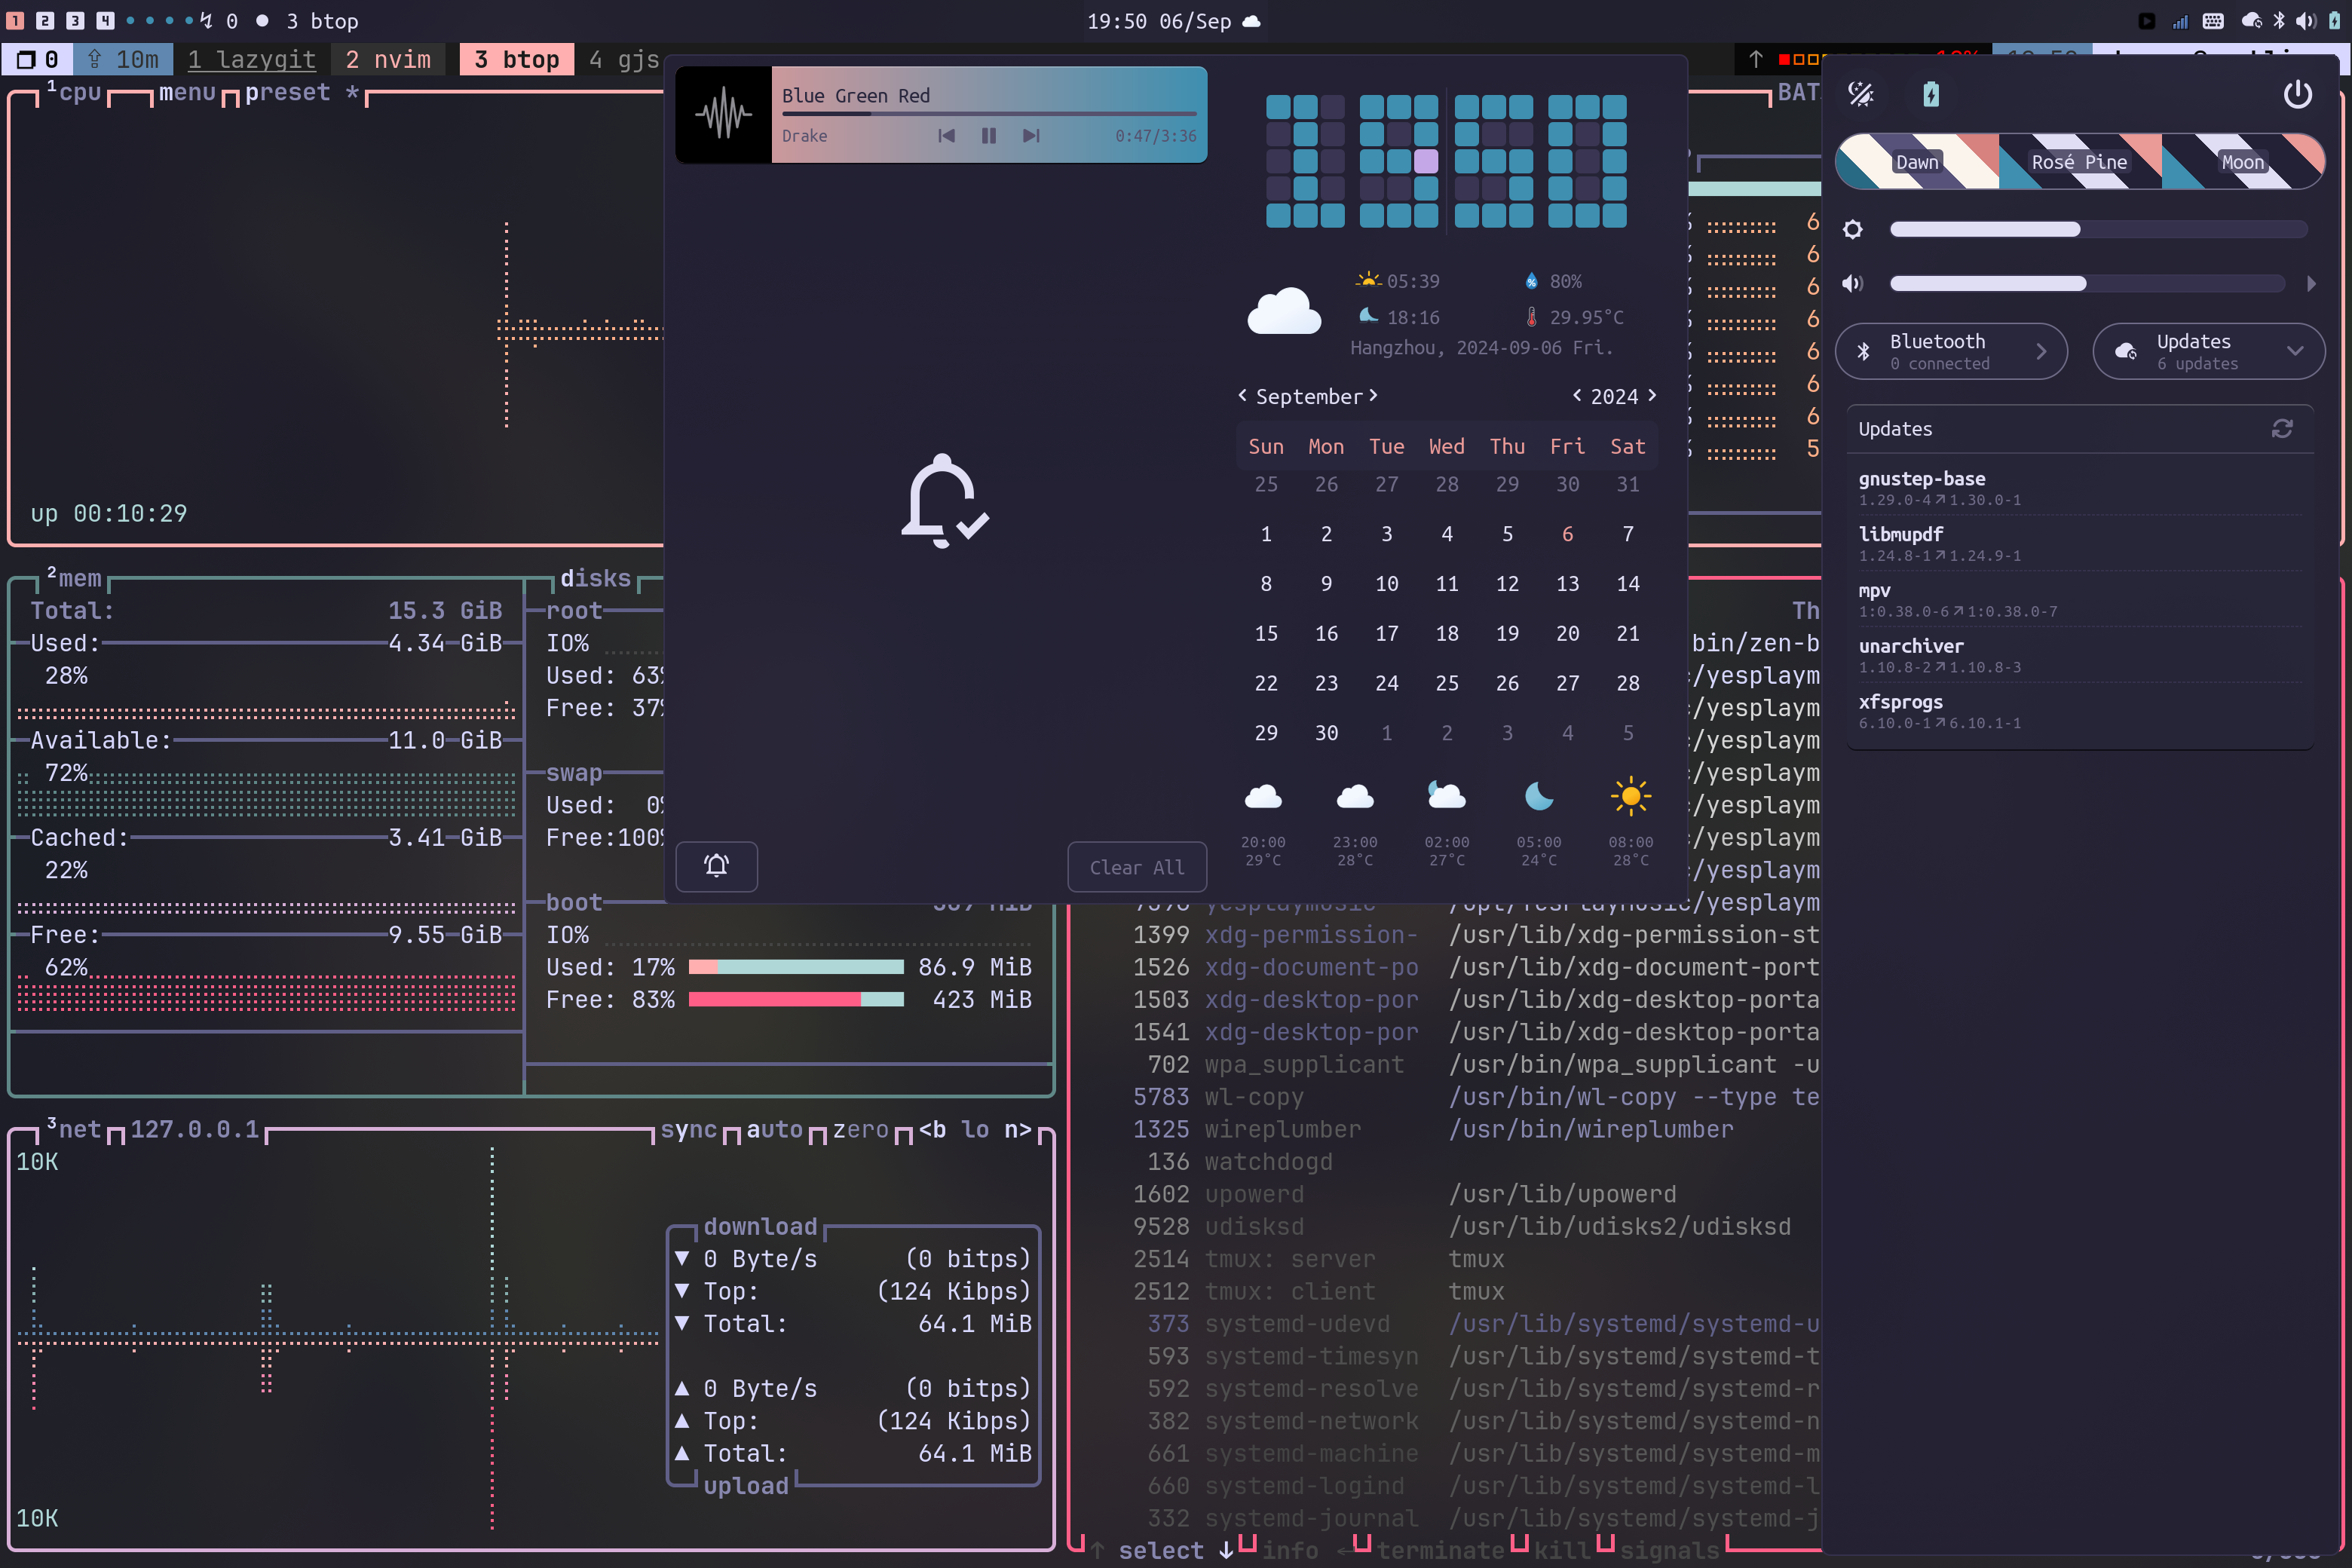 1 2 3 4 ↯ 0 ● 3 btop
19:50 06/Sep
0 ⇧ 10m 1 lazygit 2 nvim 3 btop 4 gjs
↑
1cpu menu preset *
up 00:10:29
2mem
Total: 15.3 GiB
Used: 4.34 GiB
28%
Available: 11.0 GiB
72%
Cached: 3.41 GiB
22%
Free: 9.55 GiB
62%
disks
root
IO%
Used: 63%
Free: 37%
swap
Used: 0%
Free:100%
boot
IO%
Used: 17% 86.9 MiB
Free: 83% 423 MiB
3net 127.0.0.1 sync auto zero <b lo n>
10K
10K
download
▼ 0 Byte/s (0 bitps)
▼ Top: (124 Kibps)
▼ Total: 64.1 MiB
▲ 0 Byte/s (0 bitps)
▲ Top: (124 Kibps)
▲ Total: 64.1 MiB
upload
Blue Green Red
Drake 0:47/3:36
Clear All
19 50
05:39 80%
18:16 29.95°C
Hangzhou, 2024-09-06 Fri.
< September > < 2024 >
Sun Mon Tue Wed Thu Fri Sat
25 26 27 28 29 30 31
1 2 3 4 5 6 7
8 9 10 11 12 13 14
15 16 17 18 19 20 21
22 23 24 25 26 27 28
29 30 1 2 3 4 5
20:00 23:00 02:00 05:00 08:00
29°C 28°C 27°C 24°C 28°C
BAT
6
6
6
6
6
6
6
5
Th
bin/zen-b
/yesplaym
/yesplaym
/yesplaym
/yesplaym
/yesplaym
/yesplaym
/yesplaym
/yesplaym
1399 xdg-permission- /usr/lib/xdg-permission-st
1526 xdg-document-po /usr/lib/xdg-document-port
1503 xdg-desktop-por /usr/lib/xdg-desktop-porta
1541 xdg-desktop-por /usr/lib/xdg-desktop-porta
702 wpa_supplicant /usr/bin/wpa_supplicant -u
5783 wl-copy /usr/bin/wl-copy --type te
1325 wireplumber /usr/bin/wireplumber
136 watchdogd
1602 upowerd /usr/lib/upowerd
9528 udisksd /usr/lib/udisks2/udisksd
2514 tmux: server tmux
2512 tmux: client tmux
373 systemd-udevd /usr/lib/systemd/systemd-u
593 systemd-timesyn /usr/lib/systemd/systemd-t
592 systemd-resolve /usr/lib/systemd/systemd-r
382 systemd-network /usr/lib/systemd/systemd-n
661 systemd-machine /usr/lib/systemd/systemd-m
660 systemd-logind /usr/lib/systemd/systemd-l
332 systemd-journal /usr/lib/systemd/systemd-j
↑ select ↓ info ↵ terminate kill signals
Dawn Rosé Pine Moon
Bluetooth
0 connected
Updates
6 updates
Updates
gnustep-base
1.29.0-4↗1.30.0-1
libmupdf
1.24.8-1↗1.24.9-1
mpv
1:0.38.0-6↗1:0.38.0-7
unarchiver
1.10.8-2↗1.10.8-3
xfsprogs
6.10.0-1↗6.10.1-1